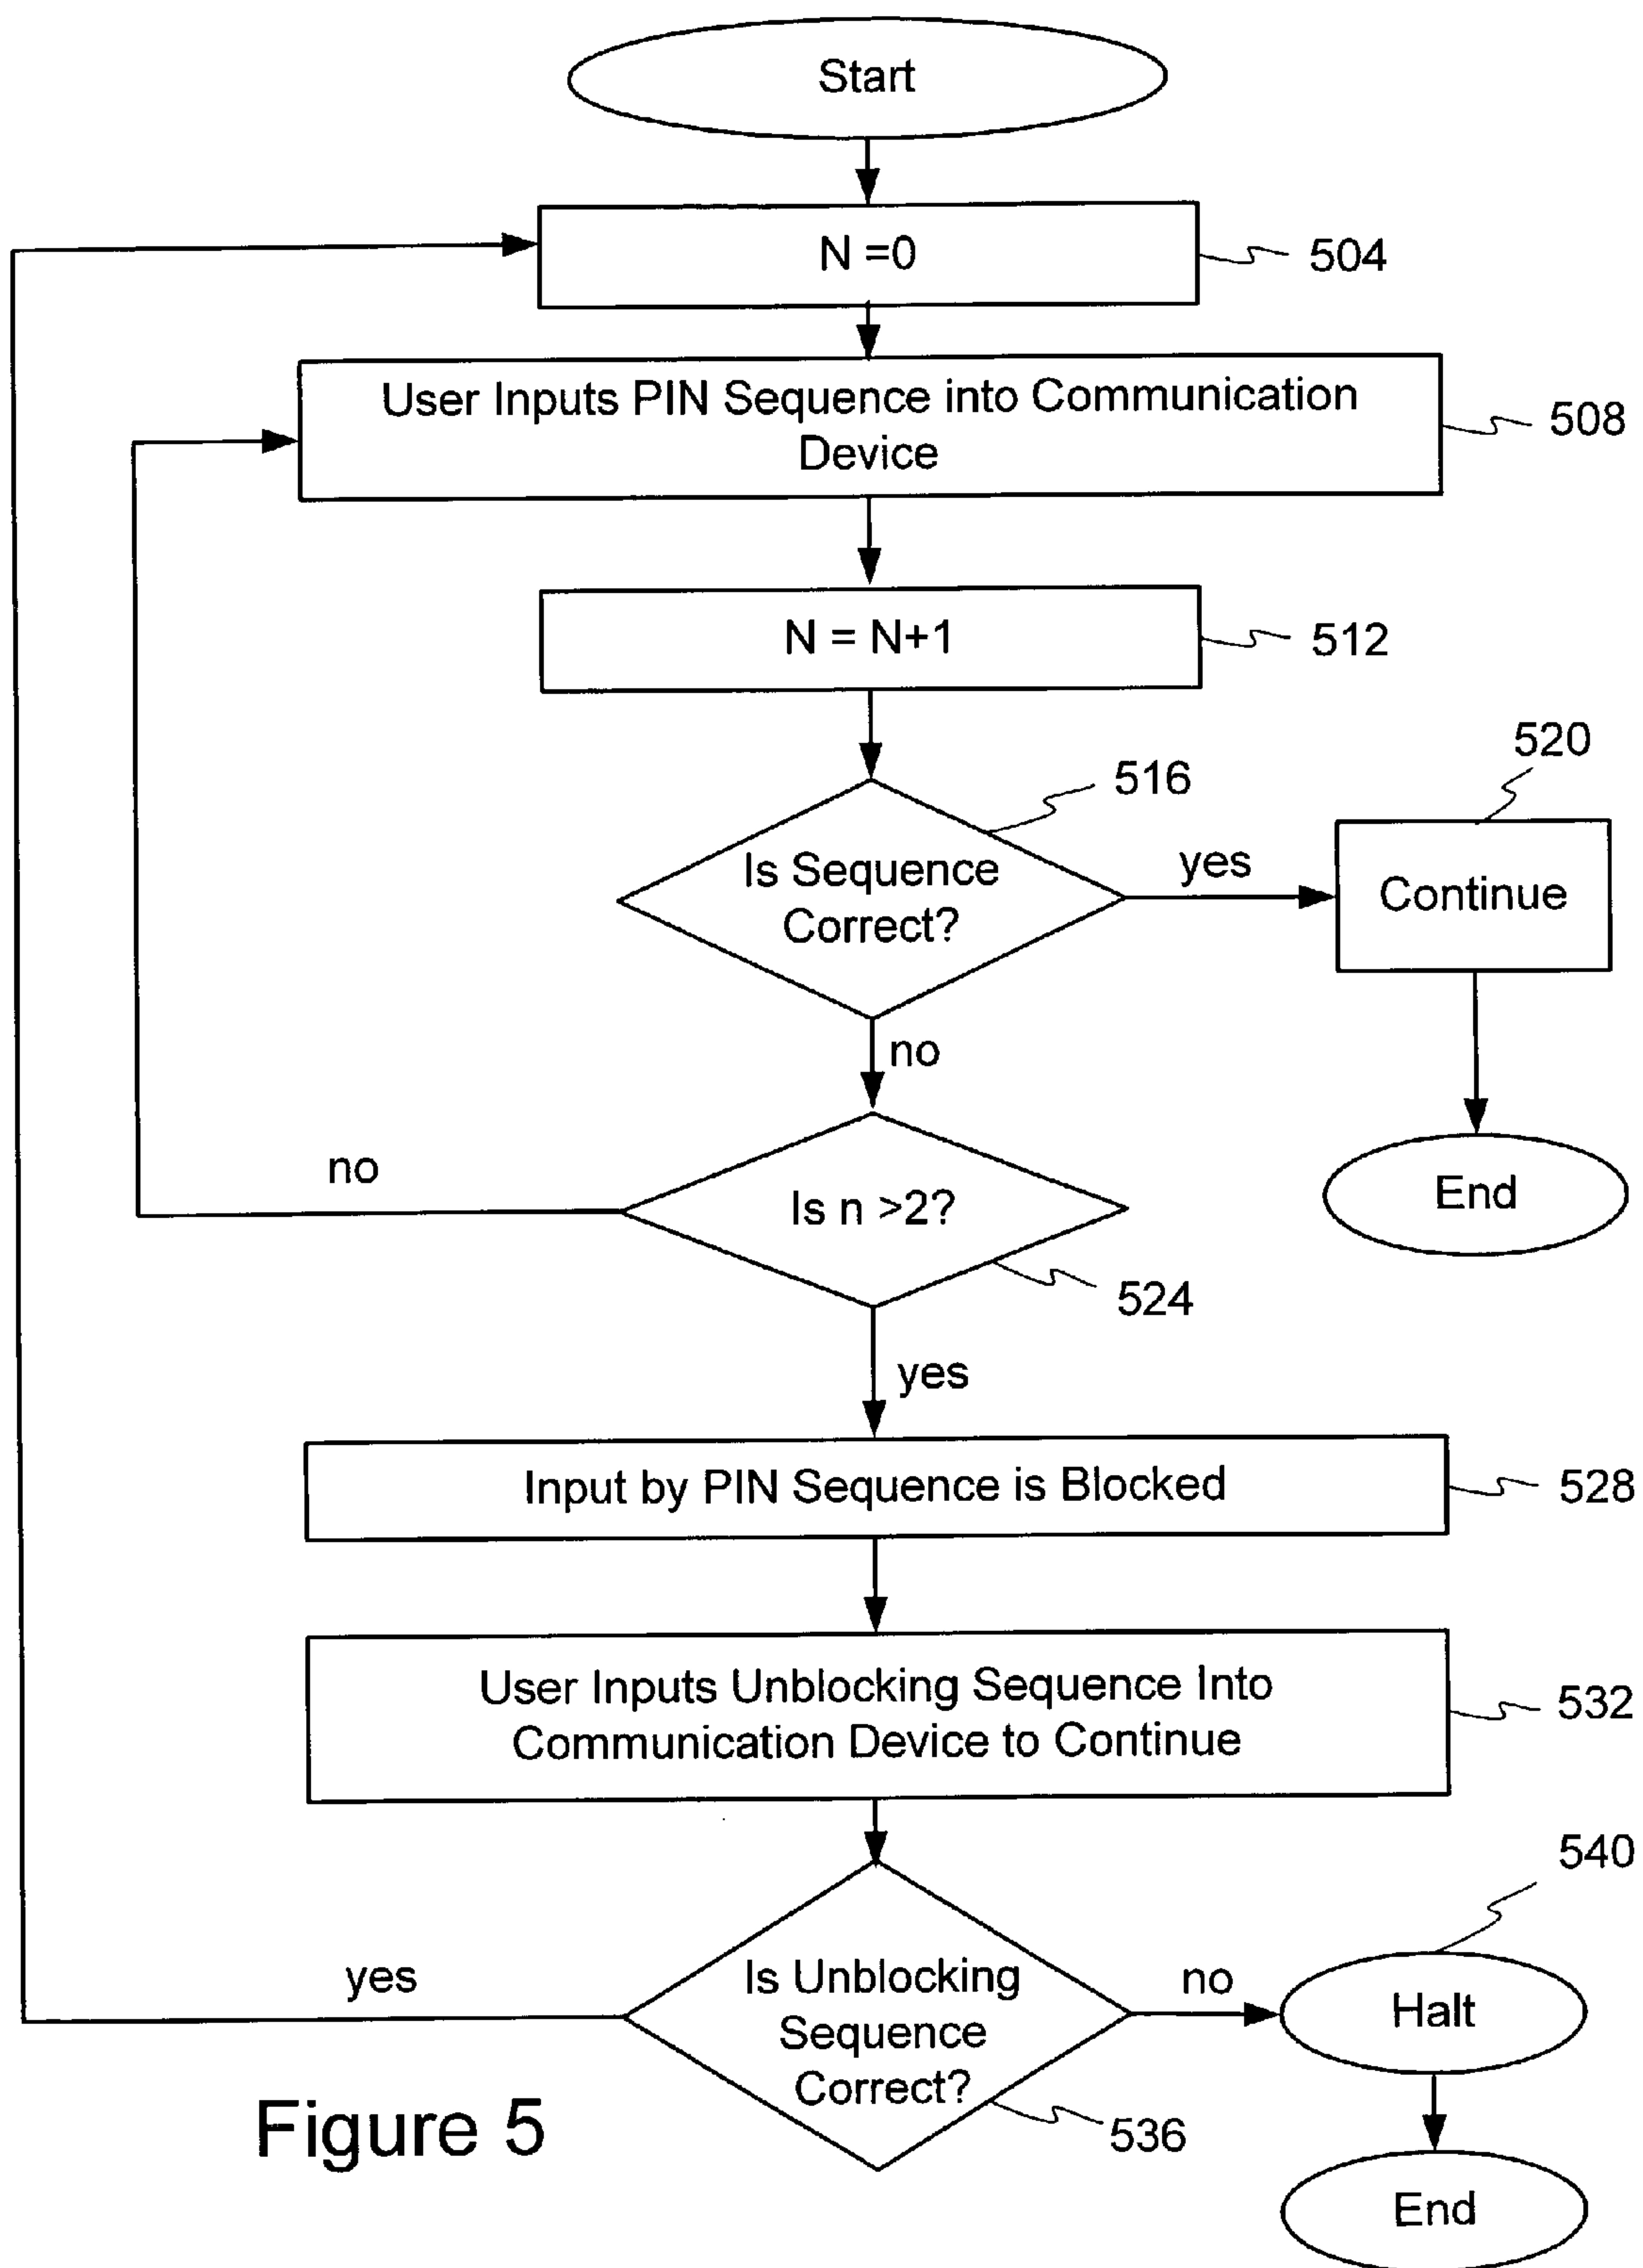 Start
N =0
504
User Inputs PIN Sequence into Communication
Device
508
N = N+1
512
516
520
Is Sequence
Correct?
yes
Continue
no
End
no
Is n >2?
524
yes
Input by PIN Sequence is Blocked
528
User Inputs Unblocking Sequence Into
Communication Device to Continue
532
540
yes
Is Unblocking
Sequence
Correct?
no
Halt
536
Figure 5
End